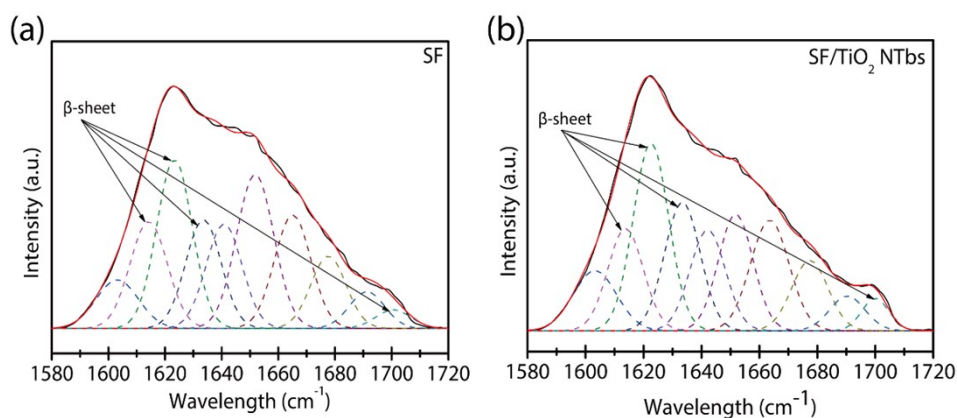 (a)
SF
β-sheet
Intensity (a.u.)
1580 1600 1620 1640 1660 1680 1700 1720
Wavelength (cm⁻¹)
(b)
SF/TiO₂ NTbs
β-sheet
Intensity (a.u.)
1580 1600 1620 1640 1660 1680 1700 1720
Wavelength (cm⁻¹)